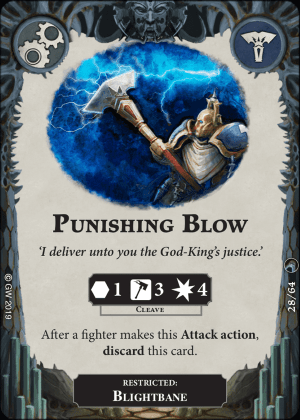 PUNISHING BLOW
‘I deliver unto you the God-King’s justice.’
1 3 4
CLEAVE
After a fighter makes this Attack action,
discard this card.
RESTRICTED:
BLIGHTBANE
© GW 2019
28/64